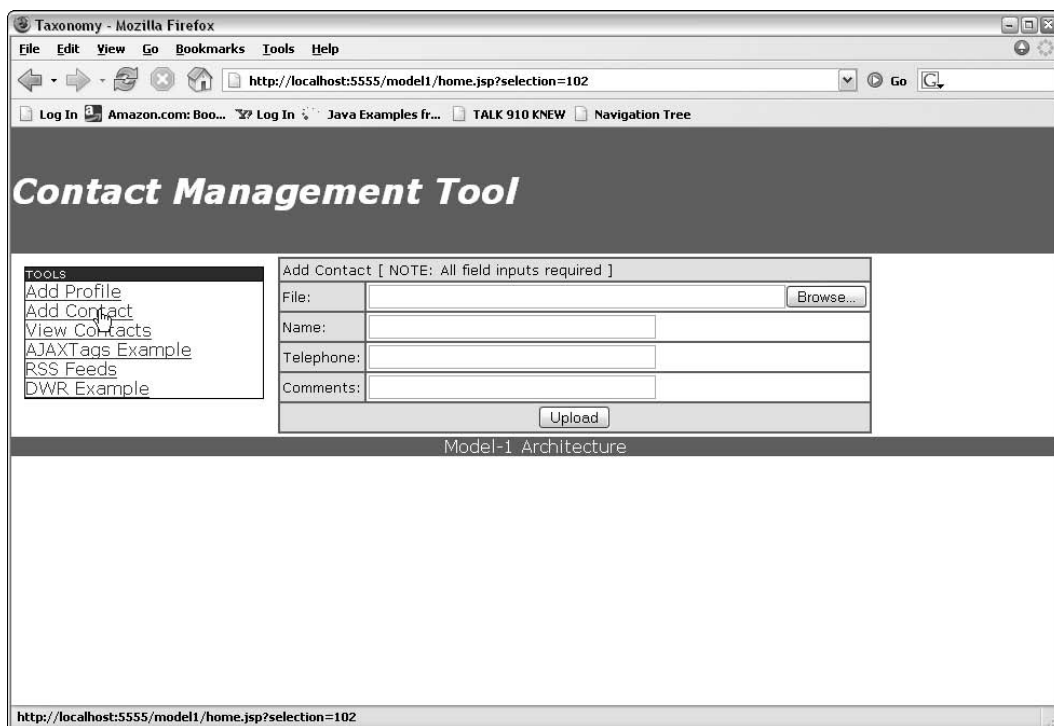 Taxonomy - Mozilla Firefox
File Edit View Go Bookmarks Tools Help
http://localhost:5555/model1/home.jsp?selection=102 Go G
Log In Amazon.com: Boo... Log In Java Examples fr... TALK 910 KNEW Navigation Tree
Contact Management Tool
TOOLS
Add Profile
Add Contact
View Contacts
AJAXTags Example
RSS Feeds
DWR Example
Add Contact [ NOTE: All field inputs required ]
File: Browse...
Name:
Telephone:
Comments:
Upload
Model-1 Architecture
http://localhost:5555/model1/home.jsp?selection=102